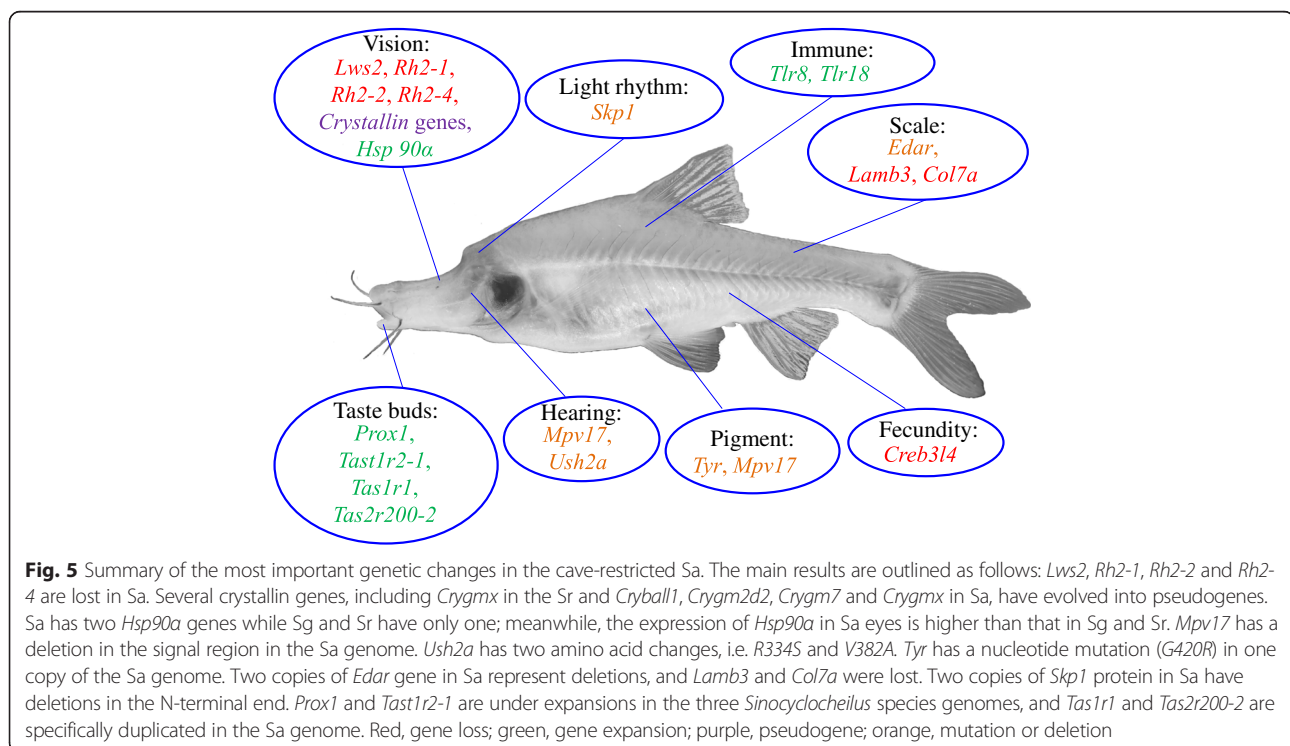 Vision:
Lws2, Rh2-1,
Rh2-2, Rh2-4,
Crystallin genes,
Hsp 90α
Light rhythm:
Skp1
Immune:
Tlr8, Tlr18
Scale:
Edar,
Lamb3, Col7a
Taste buds:
Prox1,
Tast1r2-1,
Tas1r1,
Tas2r200-2
Hearing:
Mpv17,
Ush2a
Pigment:
Tyr, Mpv17
Fecundity:
Creb3l4
Fig. 5 Summary of the most important genetic changes in the cave-restricted Sa. The main results are outlined as follows: Lws2, Rh2-1, Rh2-2 and Rh2-
4 are lost in Sa. Several crystallin genes, including Crygmx in the Sr and Cryball1, Crygm2d2, Crygm7 and Crygmx in Sa, have evolved into pseudogenes.
Sa has two Hsp90α genes while Sg and Sr have only one; meanwhile, the expression of Hsp90α in Sa eyes is higher than that in Sg and Sr. Mpv17 has a
deletion in the signal region in the Sa genome. Ush2a has two amino acid changes, i.e. R334S and V382A. Tyr has a nucleotide mutation (G420R) in one
copy of the Sa genome. Two copies of Edar gene in Sa represent deletions, and Lamb3 and Col7a were lost. Two copies of Skp1 protein in Sa have
deletions in the N-terminal end. Prox1 and Tast1r2-1 are under expansions in the three Sinocyclocheilus species genomes, and Tas1r1 and Tas2r200-2 are
specifically duplicated in the Sa genome. Red, gene loss; green, gene expansion; purple, pseudogene; orange, mutation or deletion